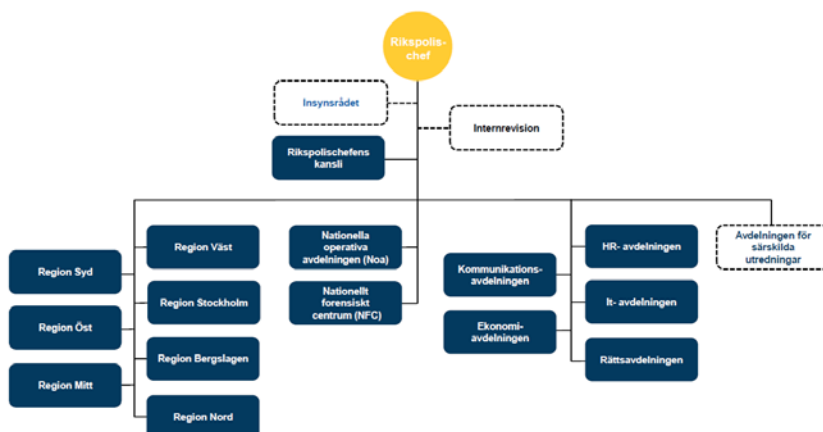 Rikspolis-
chef
Insynsrådet
Internrevision
Rikspolischefens
kansli
Region Syd
Region Öst
Region Mitt
Region Väst
Region Stockholm
Region Bergslagen
Region Nord
Nationella
operativa
avdelningen (Noa)
Nationellt
forensiskt
centrum (NFC)
Kommunikations-
avdelningen
Ekonomi-
avdelningen
HR- avdelningen
It- avdelningen
Rättsavdelningen
Avdelningen för
särskilda
utredningar